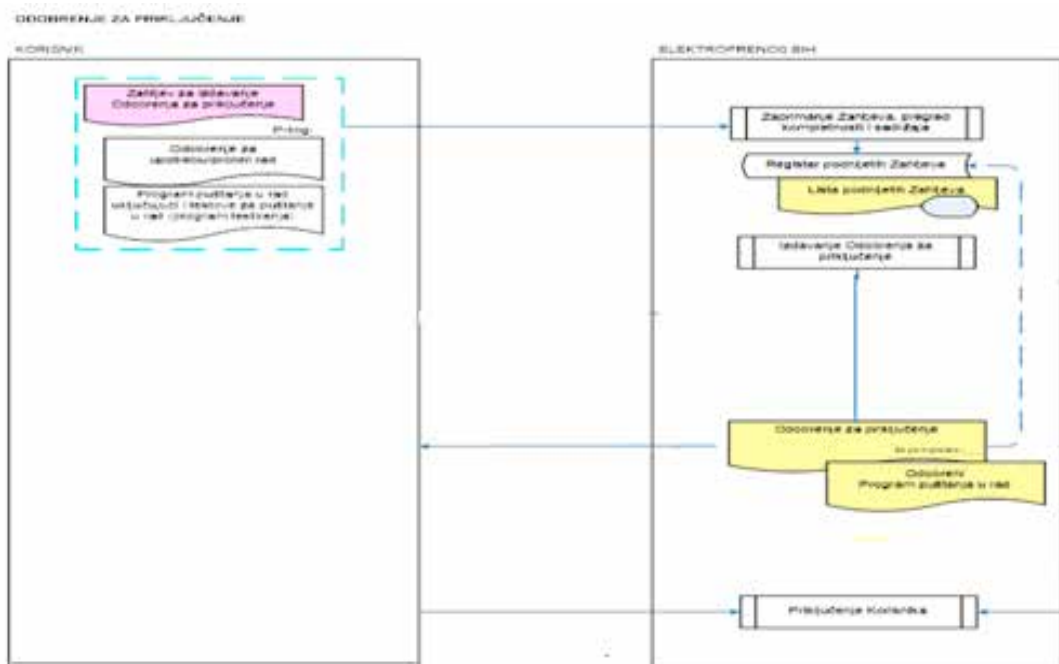 ODOBRENJE ZA PRIKLJUČENJE
KORISNIK
ELEKTROPRENOS BIH
Zahtjev za izdavanje
Odobrenja za priključenje
Prilog:
Odobrenje za
upotrebu/probni rad
Program puštanja u rad
uključujući i testove za puštanje
u rad (program testiranja)
Zaprimanje Zahtjeva, pregled
kompletnosti i sadržaja
Registar podnijetih Zahtjeva
Lista podnijetih Zahtjeva
Izdavanje Odobrenja za
priključenje
Odobrenje za priključenje
Odobreni
Program puštanja u rad
Priključenje Korisnika